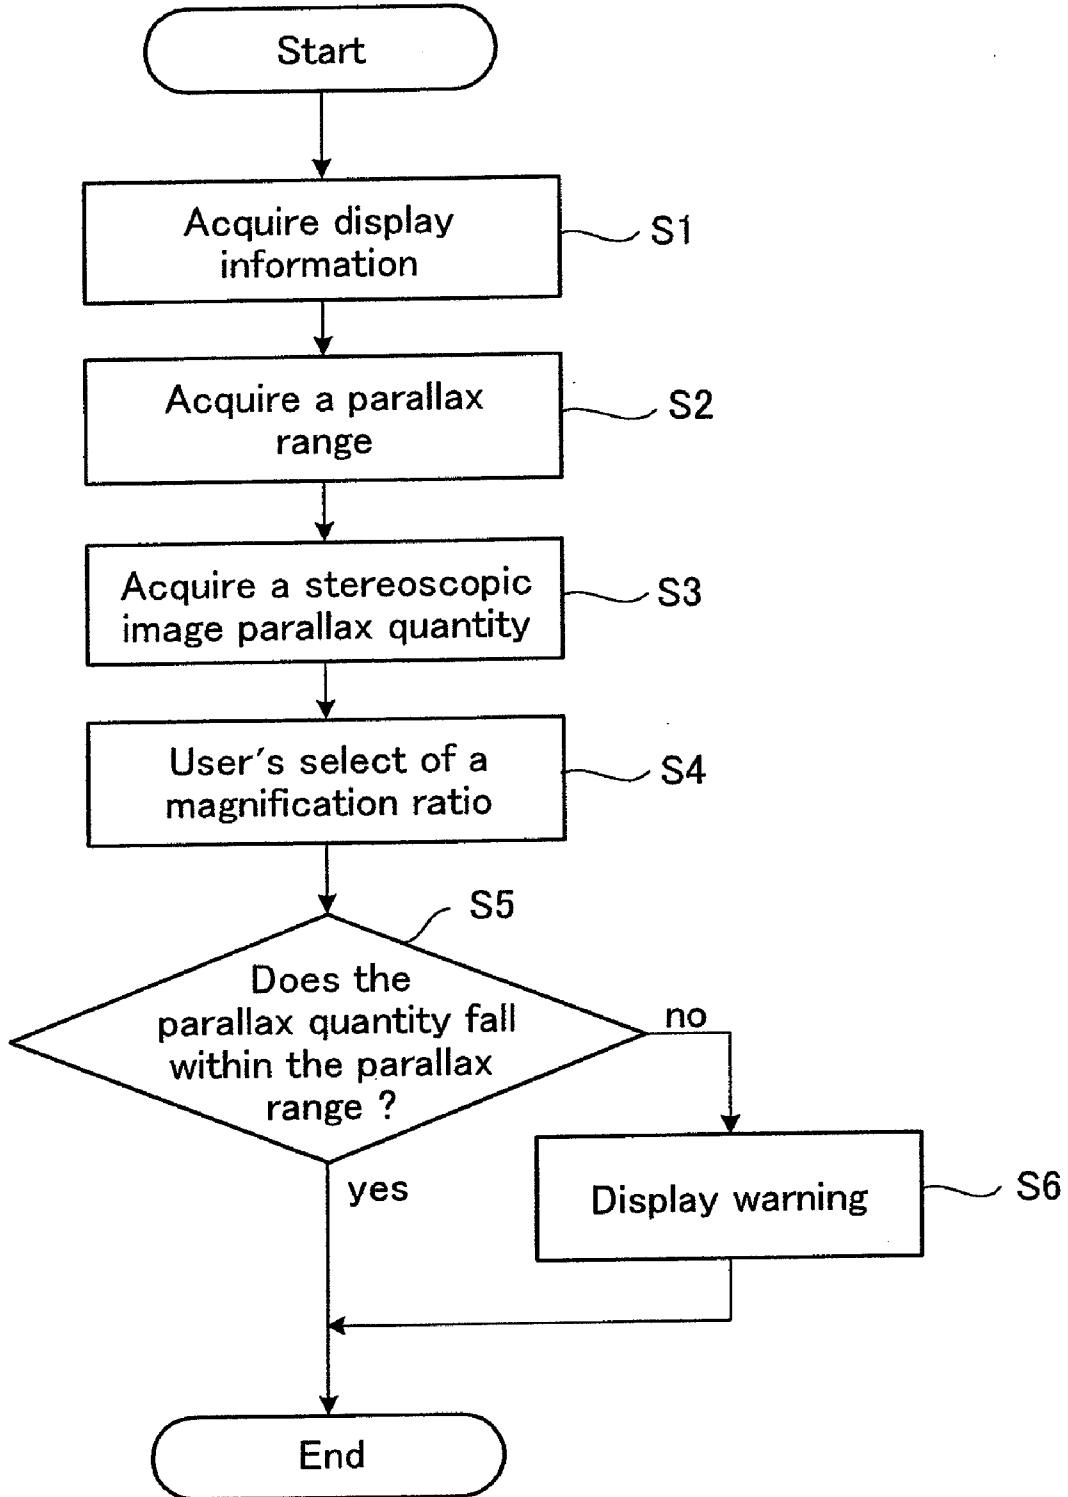 Start
Acquire display
information
S1
Acquire a parallax
range
S2
Acquire a stereoscopic
image parallax quantity
S3
User's select of a
magnification ratio
S4
S5
Does the
parallax quantity fall
within the parallax
range ?
no
yes
Display warning
S6
End